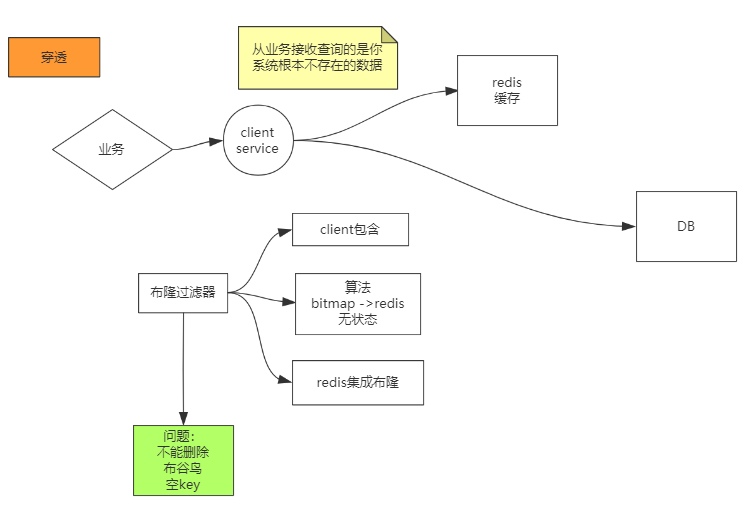 穿透
从业务接收查询的是你
系统根本不存在的数据
redis
缓存
业务
client
service
DB
client包含
布隆过滤器
算法
bitmap ->redis
无状态
redis集成布隆
问题:
不能删除
布谷鸟
空key